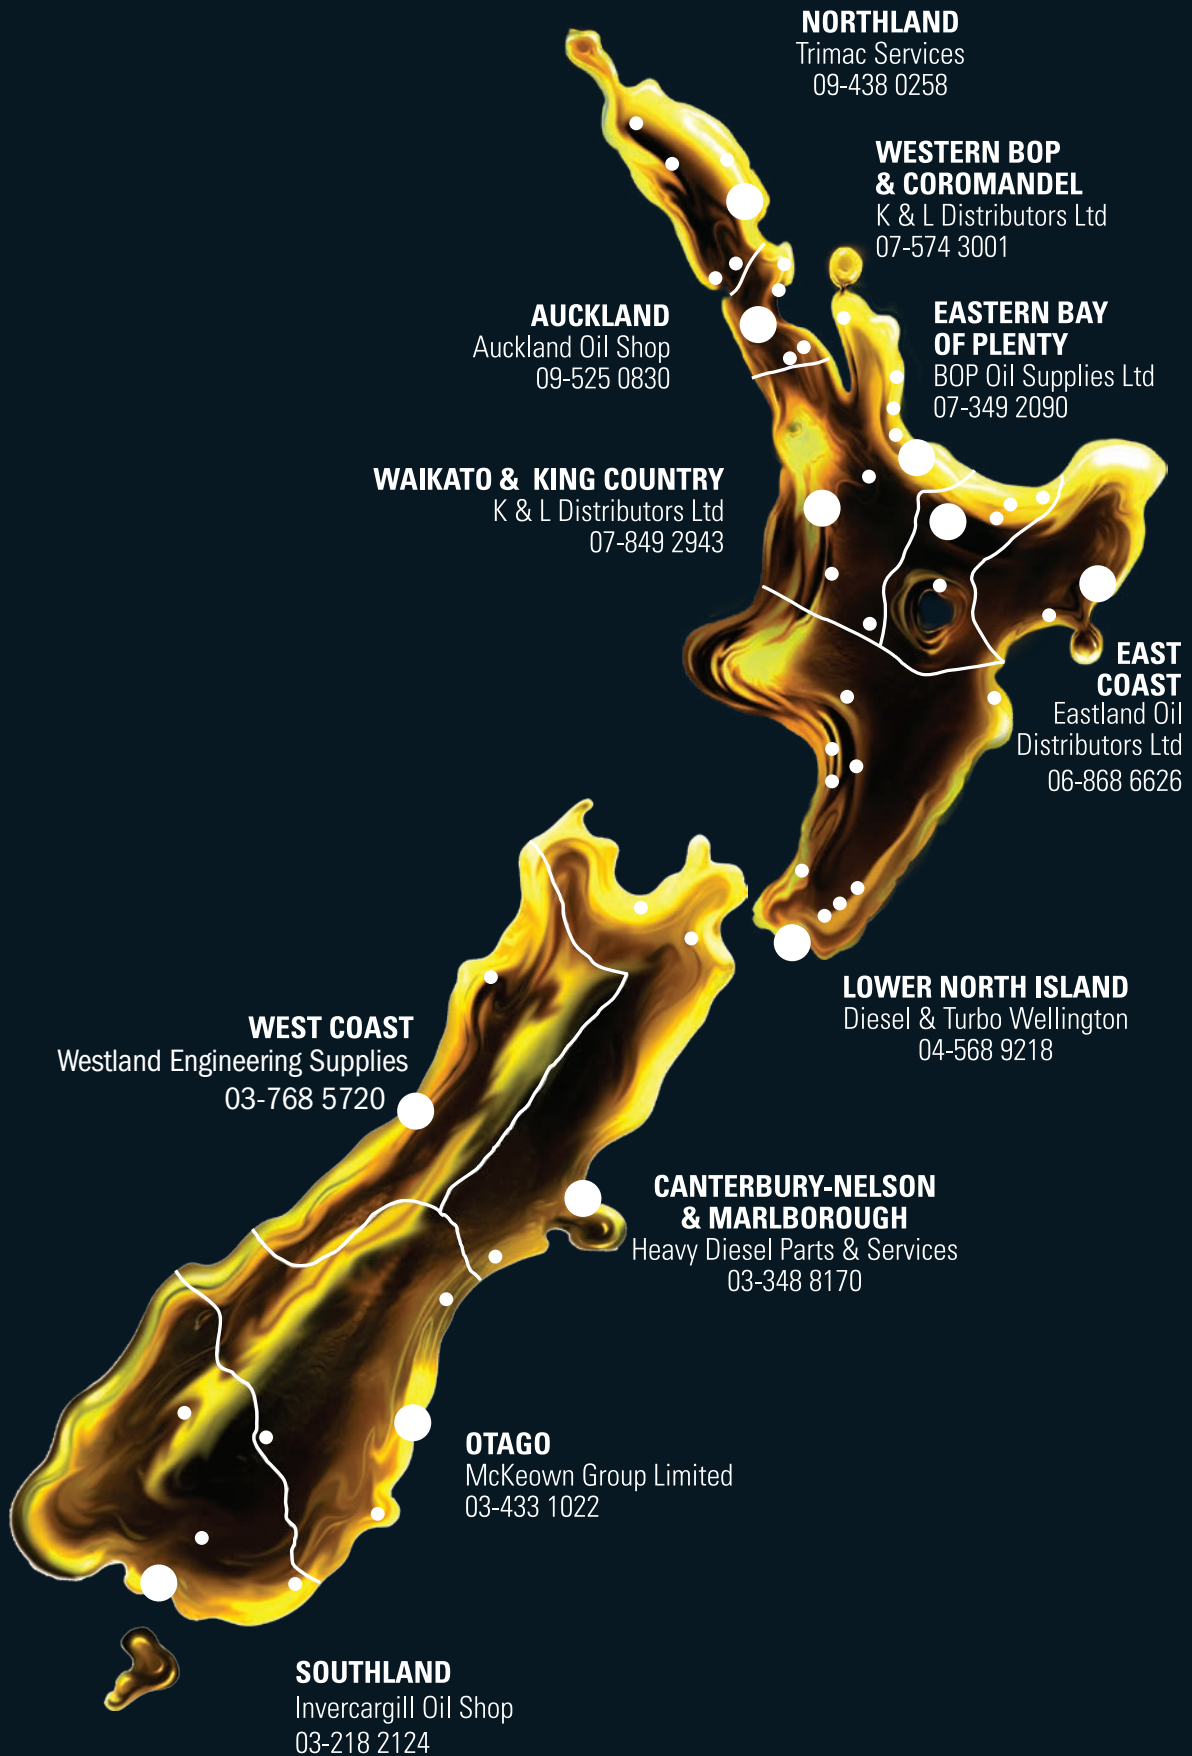 NORTHLAND
Trimac Services
09-438 0258
WESTERN BOP
& COROMANDEL
K & L Distributors Ltd
07-574 3001
AUCKLAND
Auckland Oil Shop
09-525 0830
EASTERN BAY
OF PLENTY
BOP Oil Supplies Ltd
07-349 2090
WAIKATO & KING COUNTRY
K & L Distributors Ltd
07-849 2943
EAST
COAST
Eastland Oil
Distributors Ltd
06-868 6626
LOWER NORTH ISLAND
Diesel & Turbo Wellington
04-568 9218
WEST COAST
Westland Engineering Supplies
03-768 5720
CANTERBURY-NELSON
& MARLBOROUGH
Heavy Diesel Parts & Services
03-348 8170
OTAGO
McKeown Group Limited
03-433 1022
SOUTHLAND
Invercargill Oil Shop
03-218 2124